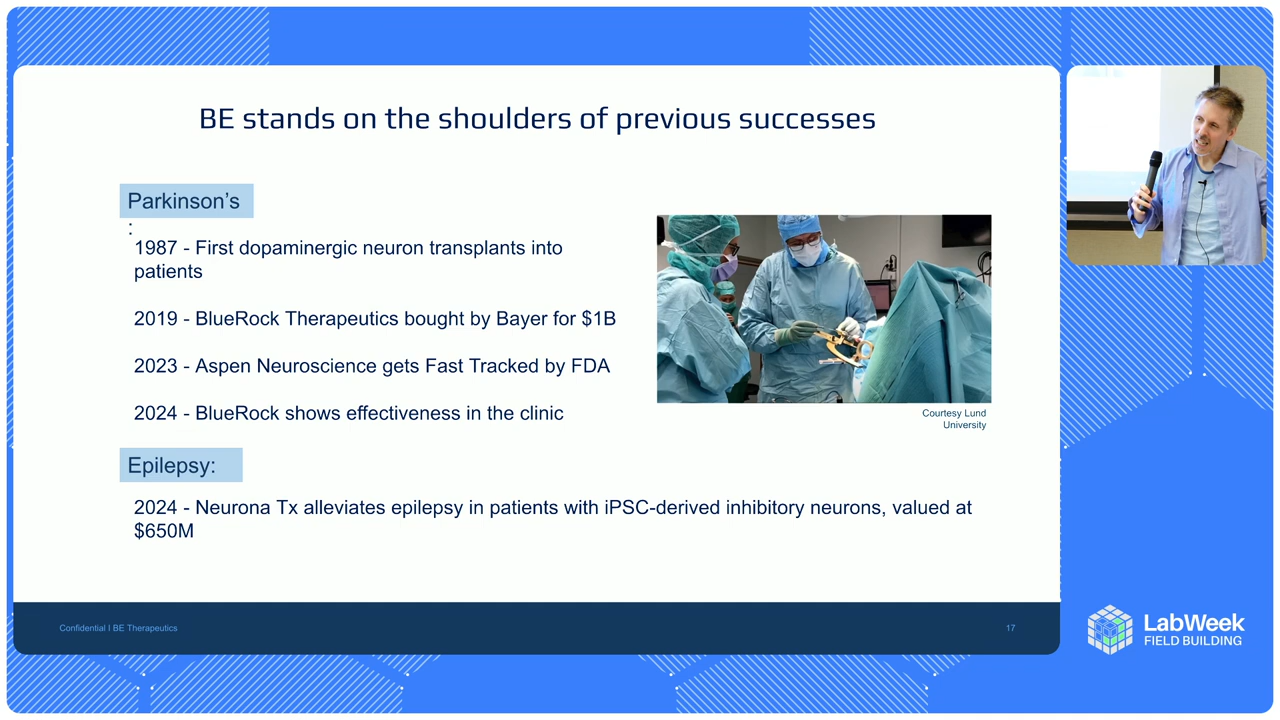 BE stands on the shoulders of previous successes
Parkinson’s
:
1987 - First dopaminergic neuron transplants into
patients
2019 - BlueRock Therapeutics bought by Bayer for $1B
2023 - Aspen Neuroscience gets Fast Tracked by FDA
2024 - BlueRock shows effectiveness in the clinic
Courtesy Lund
University
Epilepsy:
2024 - Neurona Tx alleviates epilepsy in patients with iPSC-derived inhibitory neurons, valued at
$650M
Confidential I BE Therapeutics
17
LabWeek
FIELD BUILDING